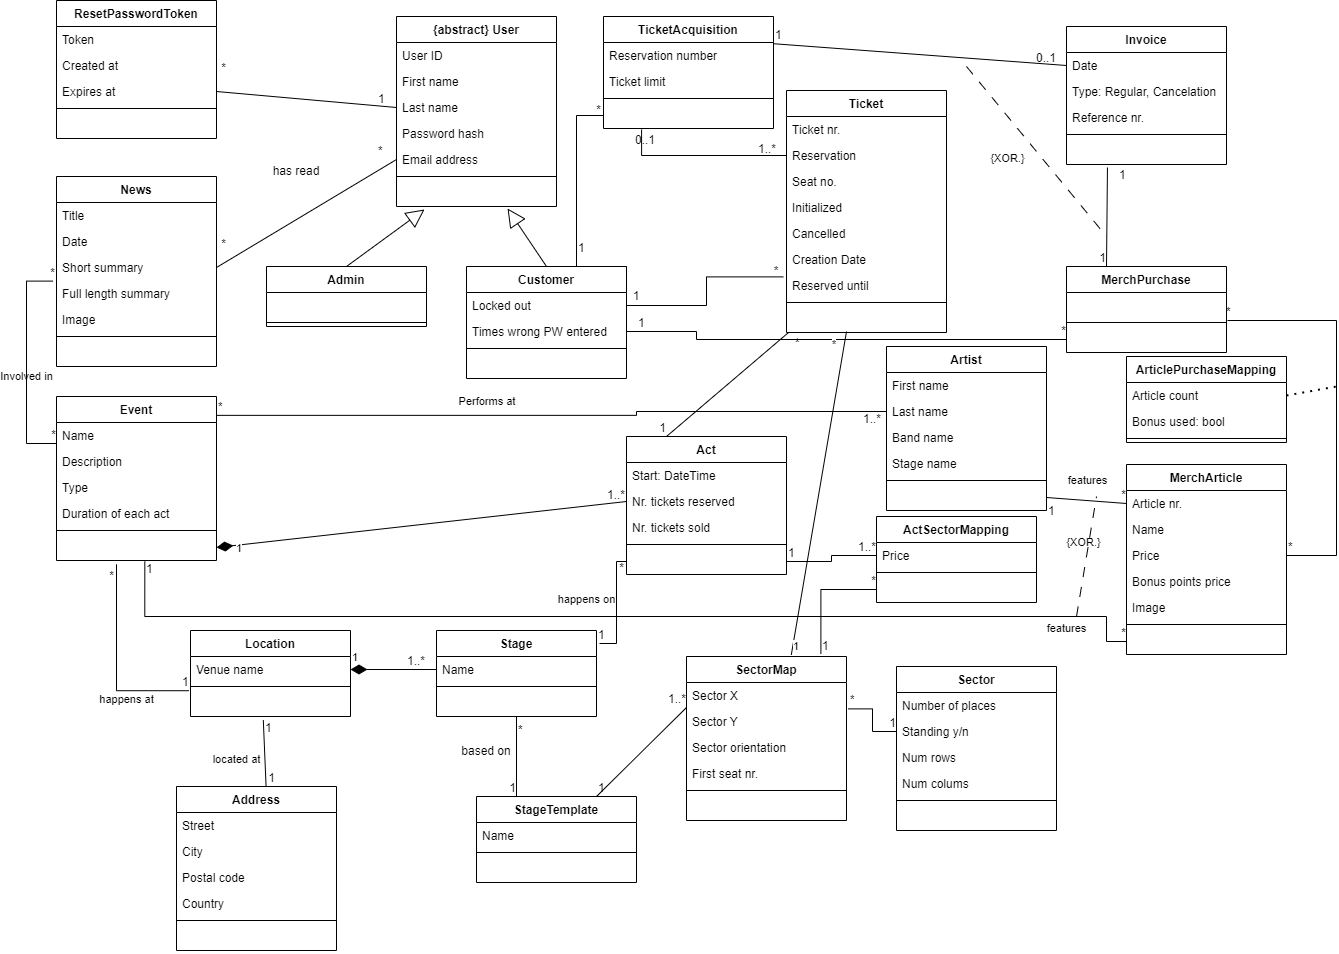 ResetPasswordToken
Token
Created at
Expires at
*
1
{abstract} User
User ID
First name
Last name
Password hash
Email address
*
has read
*
TicketAcquisition
Reservation number
Ticket limit
1
0..1
*
0..1
1..*
1
Invoice
Date
Type: Regular, Cancelation
Reference nr.
{XOR.}
1
1
Ticket
Ticket nr.
Reservation
Seat no.
Initialized
Cancelled
Creation Date
Reserved until
News
Title
Date
Short summary
Full length summary
Image
*
Involved in
*
Admin
Customer
Locked out
Times wrong PW entered
1
*
1
*
MerchPurchase
*
*
*
Artist
First name
Last name
Band name
Stage name
ArticlePurchaseMapping
Article count
Bonus used: bool
Event
Name
Description
Type
Duration of each act
*
Performs at
1..*
1
1
1..*
Act
Start: DateTime
Nr. tickets reserved
Nr. tickets sold
features
1
*
{XOR.}
features
*
MerchArticle
Article nr.
Name
Price
Bonus points price
Image
*
ActSectorMapping
Price
1
1..*
*
1
*
happens on
1
*
1
happens at
1
Location
Venue name
1
1..*
Stage
Name
1
located at
1
Address
Street
City
Postal code
Country
*
based on
1
StageTemplate
Name
1
1..*
1
SectorMap
Sector X
Sector Y
Sector orientation
First seat nr.
*
1
Sector
Number of places
Standing y/n
Num rows
Num colums